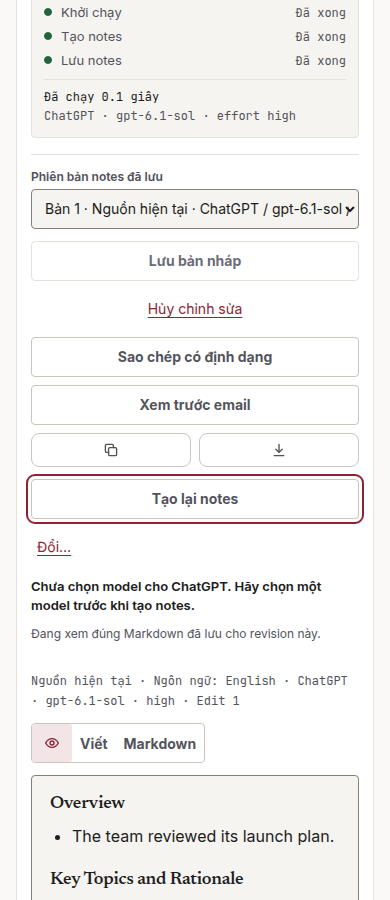 Khởi chạy Đã xong
Tạo notes Đã xong
Lưu notes Đã xong
Đã chạy 0.1 giây
ChatGPT · gpt-6.1-sol · effort high
Phiên bản notes đã lưu
Bản 1 · Nguồn hiện tại · ChatGPT / gpt-6.1-sol
Lưu bản nháp
Hủy chỉnh sửa
Sao chép có định dạng
Xem trước email
Tạo lại notes
Đổi...
Chưa chọn model cho ChatGPT. Hãy chọn một
model trước khi tạo notes.
Đang xem đúng Markdown đã lưu cho revision này.
Nguồn hiện tại · Ngôn ngữ: English · ChatGPT
· gpt-6.1-sol · high · Edit 1
Viết Markdown
Overview
• The team reviewed its launch plan.
Key Topics and Rationale